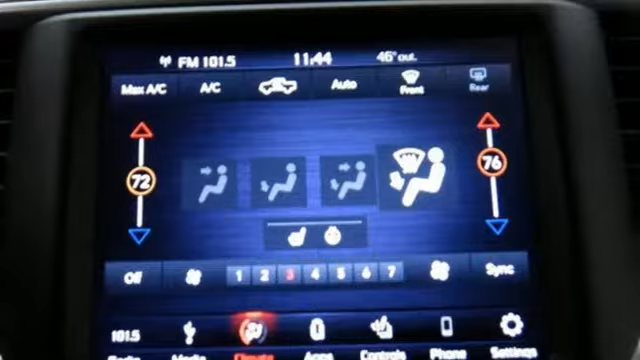 FM 101.5 11:44 46° out.
Max A/C A/C Auto Front Rear
72 76
Off 1 2 3 4 5 6 7 Sync
101.5
Radio Media Climate Apps Controls Phone Settings